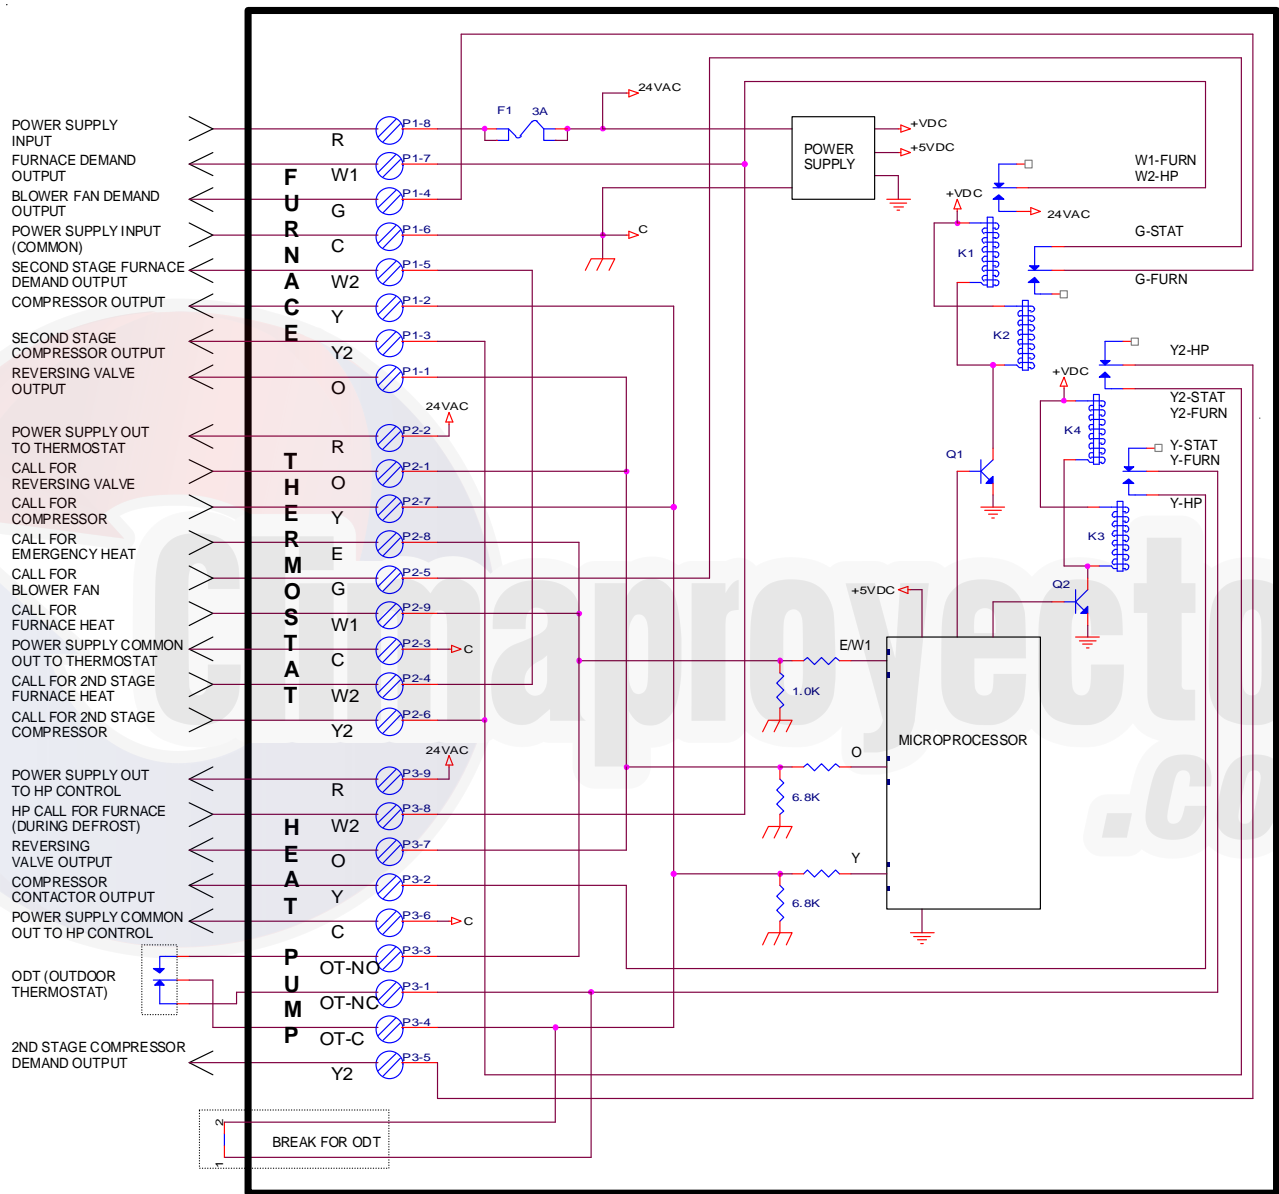 POWER SUPPLY
INPUT
FURNACE DEMAND
OUTPUT
BLOWER FAN DEMAND
OUTPUT
POWER SUPPLY INPUT
(COMMON)
SECOND STAGE FURNACE
DEMAND OUTPUT
COMPRESSOR OUTPUT
SECOND STAGE
COMPRESSOR OUTPUT
REVERSING VALVE
OUTPUT
POWER SUPPLY OUT
TO THERMOSTAT
CALL FOR
REVERSING VALVE
CALL FOR
COMPRESSOR
CALL FOR
EMERGENCY HEAT
CALL FOR
BLOWER FAN
CALL FOR
FURNACE HEAT
POWER SUPPLY COMMON
OUT TO THERMOSTAT
CALL FOR 2ND STAGE
FURNACE HEAT
CALL FOR 2ND STAGE
COMPRESSOR
POWER SUPPLY OUT
TO HP CONTROL
HP CALL FOR FURNACE
(DURING DEFROST)
REVERSING
VALVE OUTPUT
COMPRESSOR
CONTACTOR OUTPUT
POWER SUPPLY COMMON
OUT TO HP CONTROL
ODT (OUTDOOR
THERMOSTAT)
2ND STAGE COMPRESSOR
DEMAND OUTPUT
FURNACE
THERMOSTAT
HEAT PUMP
R P1-8
W1 P1-7
G P1-4
C P1-6
W2 P1-5
Y P1-2
Y2 P1-3
O P1-1
24VAC
R P2-2
O P2-1
Y P2-7
E P2-8
G P2-5
W1 P2-9
C P2-3 C
W2 P2-4
Y2 P2-6
24VAC
R P3-9
W2 P3-8
O P3-7
Y P3-2
C P3-6 C
OT-NO P3-3
OT-NC P3-1
OT-C P3-4
Y2 P3-5
2
1
BREAK FOR ODT
F1 3A
24VAC
C
POWER
SUPPLY
+VDC
+5VDC
W1-FURN
W2-HP
+VDC
24VAC
K1
G-STAT
G-FURN
K2
Y2-HP
+VDC
Y2-STAT
Y2-FURN
K4
Y-STAT
Y-FURN
Q1
Y-HP
K3
Q2
+5VDC
E/W1
1.0K
MICROPROCESSOR
O
6.8K
Y
6.8K
Climaproyecto
.co